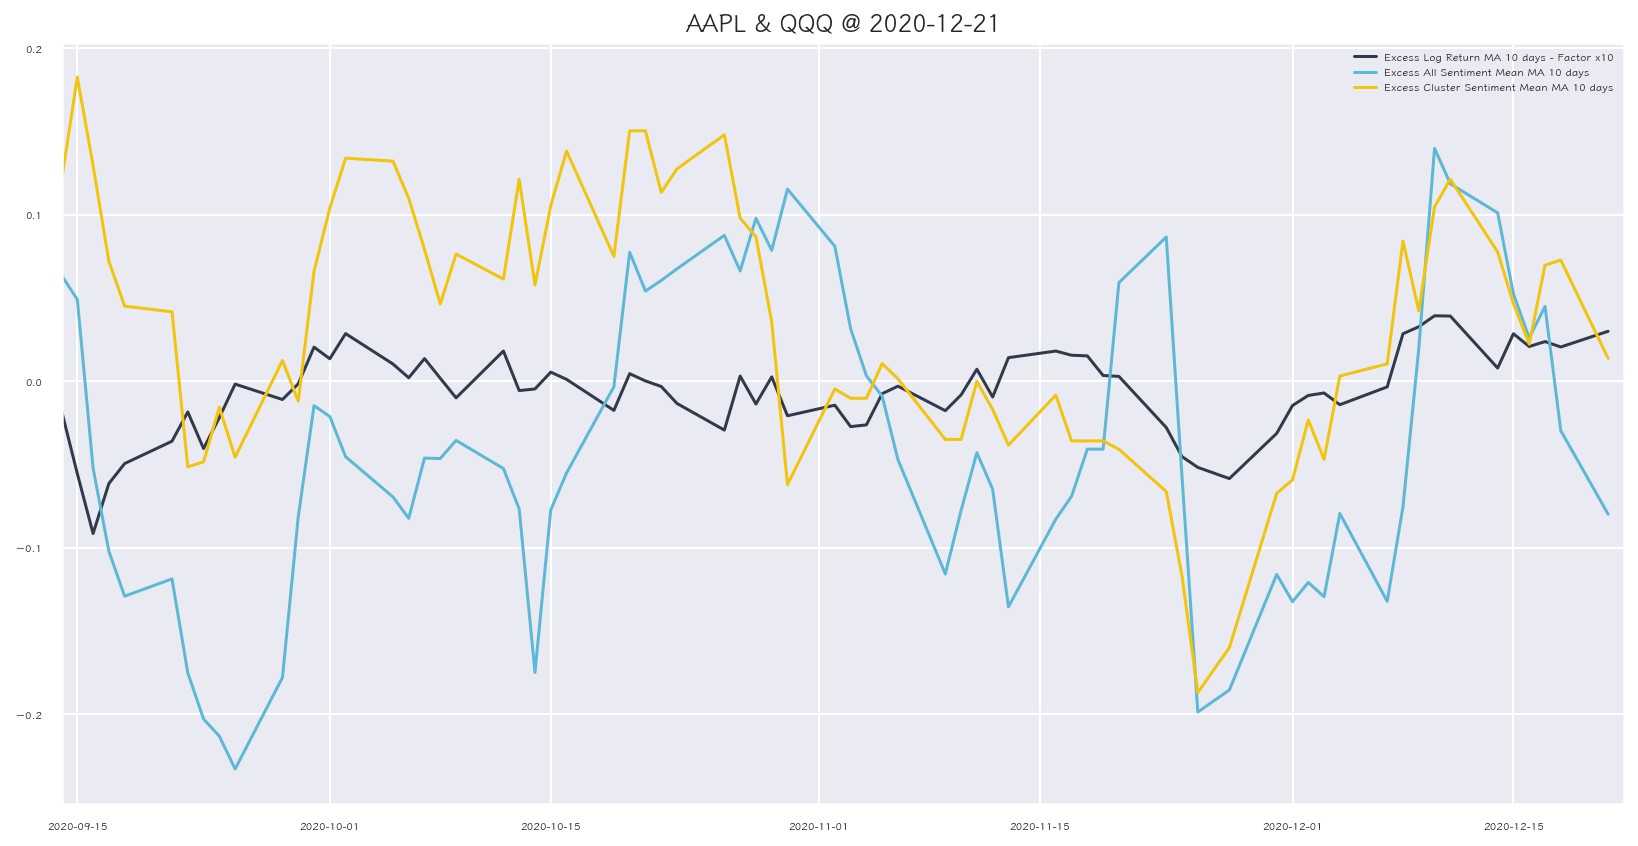 AAPL & QQQ @ 2020-12-21
Excess Log Return MA 10 days - Factor x10
Excess All Sentiment Mean MA 10 days
Excess Cluster Sentiment Mean MA 10 days
0.2
0.1
0.0
−0.1
−0.2
2020-09-15 2020-10-01 2020-10-15 2020-11-01 2020-11-15 2020-12-01 2020-12-15